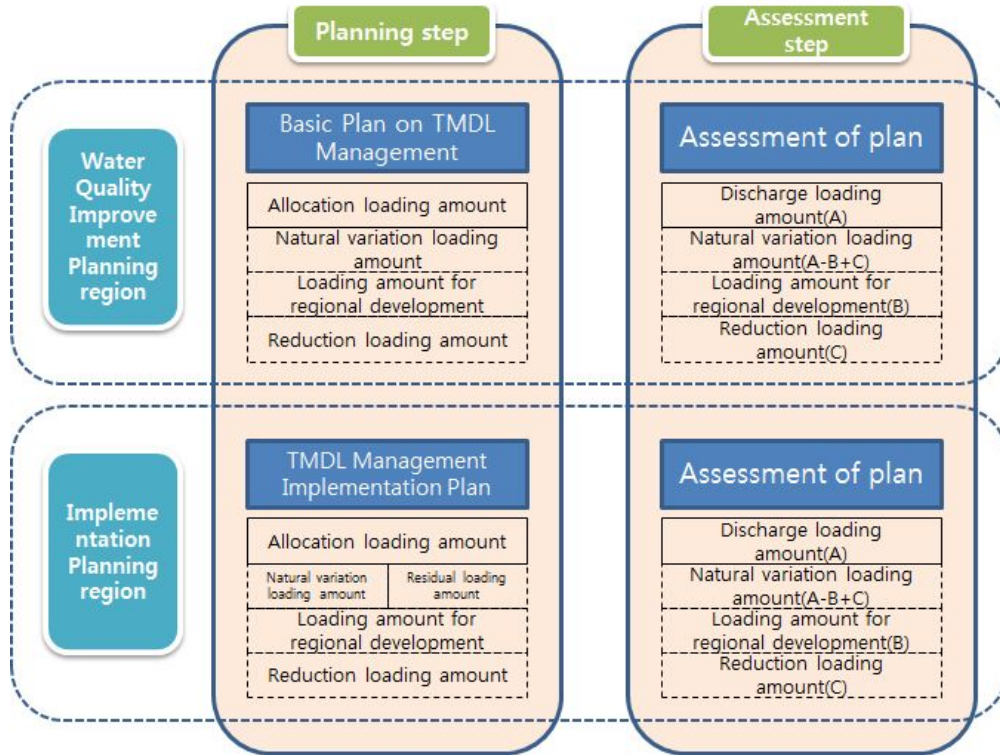 Planning step
Assessment
step
Water
Quality
Improve
ment
Planning
region
Basic Plan on TMDL
Management
Allocation loading amount
Natural variation loading
amount
Loading amount for
regional development
Reduction loading amount
Assessment of plan
Discharge loading
amount(A)
Natural variation loading
amount(A-B+C)
Loading amount for
regional development(B)
Reduction loading
amount(C)
Impleme
ntation
Planning
region
TMDL Management
Implementation Plan
Allocation loading amount
Natural variation
loading amount
Residual loading
amount
Loading amount for
regional development
Reduction loading amount
Assessment of plan
Discharge loading
amount(A)
Natural variation loading
amount(A-B+C)
Loading amount for
regional development(B)
Reduction loading
amount(C)